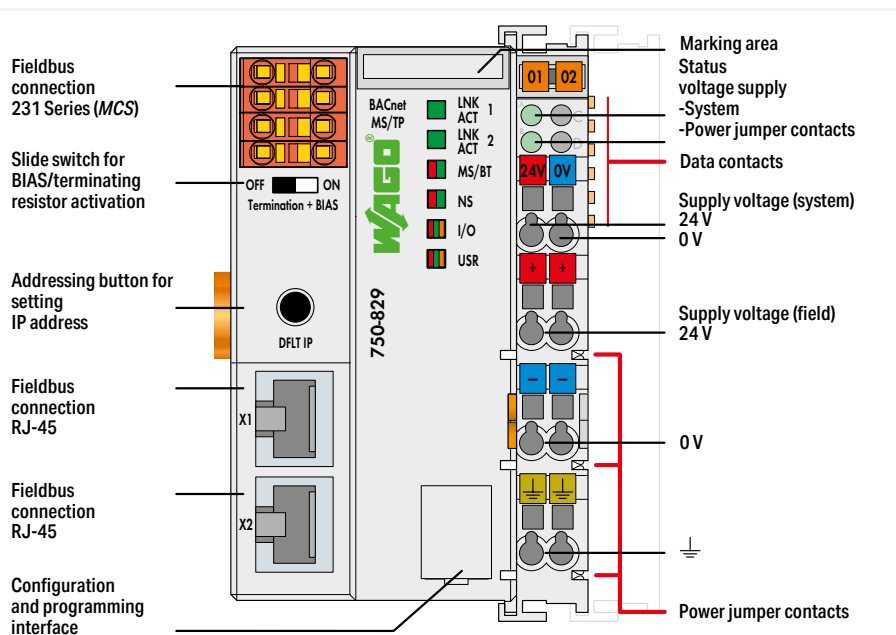 Fieldbus
connection
231 Series (MCS)
Slide switch for
BIAS/terminating
resistor activation
Addressing button for
setting
IP address
Fieldbus
connection
RJ-45
Fieldbus
connection
RJ-45
Configuration
and programming
interface
BACnet
MS/TP
LNK
ACT 1
LNK
ACT 2
MS/BT
NS
I/O
USR
OFF ON
Termination + BIAS
WAGO
®
750-829
DFLT IP
X1
X2
01 02
A C
B D
24V 0V
+ +
− −
Marking area
Status
voltage supply
-System
-Power jumper contacts
Data contacts
Supply voltage (system)
24 V
0 V
Supply voltage (field)
24 V
0 V
Power jumper contacts